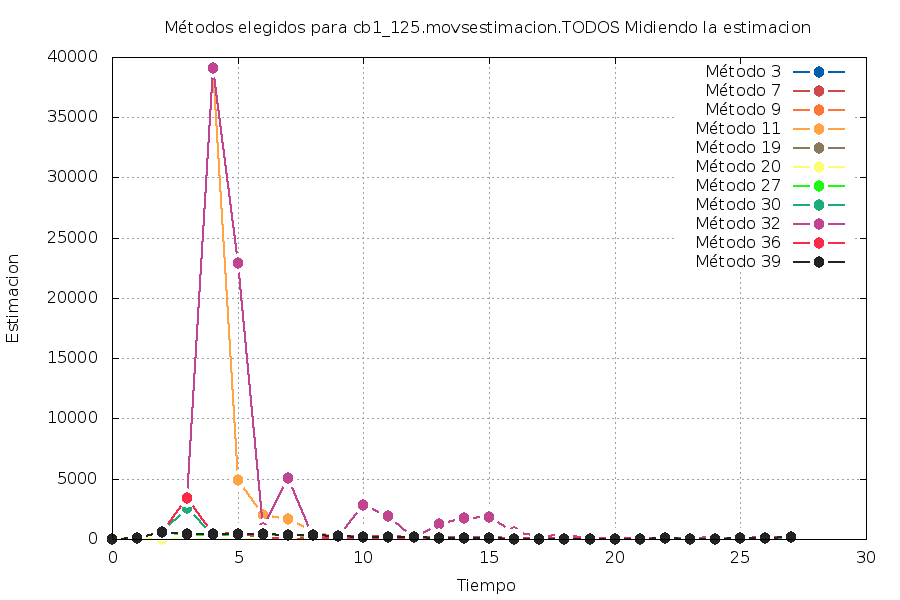 Métodos elegidos para cb1_125.movsestimacion.TODOS Midiendo la estimacion
40000
35000
30000
25000
20000
15000
10000
5000
0
Estimacion
Método 3
Método 7
Método 9
Método 11
Método 19
Método 20
Método 27
Método 30
Método 32
Método 36
Método 39
0 5 10 15 20 25 30
Tiempo